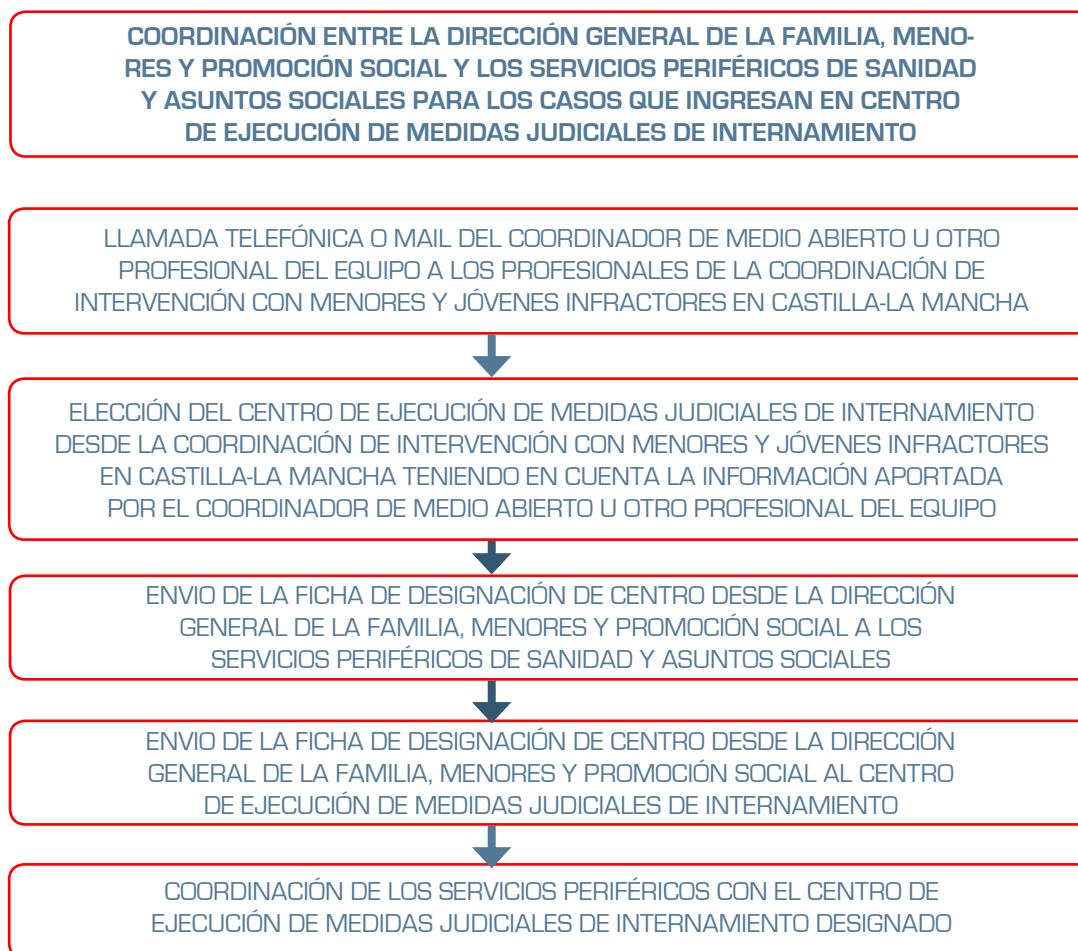 COORDINACIÓN ENTRE LA DIRECCIÓN GENERAL DE LA FAMILIA, MENO-
RES Y PROMOCIÓN SOCIAL Y LOS SERVICIOS PERIFÉRICOS DE SANIDAD
Y ASUNTOS SOCIALES PARA LOS CASOS QUE INGRESAN EN CENTRO
DE EJECUCIÓN DE MEDIDAS JUDICIALES DE INTERNAMIENTO
LLAMADA TELEFÓNICA O MAIL DEL COORDINADOR DE MEDIO ABIERTO U OTRO
PROFESIONAL DEL EQUIPO A LOS PROFESIONALES DE LA COORDINACIÓN DE
INTERVENCIÓN CON MENORES Y JÓVENES INFRACTORES EN CASTILLA-LA MANCHA
ELECCIÓN DEL CENTRO DE EJECUCIÓN DE MEDIDAS JUDICIALES DE INTERNAMIENTO
DESDE LA COORDINACIÓN DE INTERVENCIÓN CON MENORES Y JÓVENES INFRACTORES
EN CASTILLA-LA MANCHA TENIENDO EN CUENTA LA INFORMACIÓN APORTADA
POR EL COORDINADOR DE MEDIO ABIERTO U OTRO PROFESIONAL DEL EQUIPO
ENVIO DE LA FICHA DE DESIGNACIÓN DE CENTRO DESDE LA DIRECCIÓN
GENERAL DE LA FAMILIA, MENORES Y PROMOCIÓN SOCIAL A LOS
SERVICIOS PERIFÉRICOS DE SANIDAD Y ASUNTOS SOCIALES
ENVIO DE LA FICHA DE DESIGNACIÓN DE CENTRO DESDE LA DIRECCIÓN
GENERAL DE LA FAMILIA, MENORES Y PROMOCIÓN SOCIAL AL CENTRO
DE EJECUCIÓN DE MEDIDAS JUDICIALES DE INTERNAMIENTO
COORDINACIÓN DE LOS SERVICIOS PERIFÉRICOS CON EL CENTRO DE
EJECUCIÓN DE MEDIDAS JUDICIALES DE INTERNAMIENTO DESIGNADO